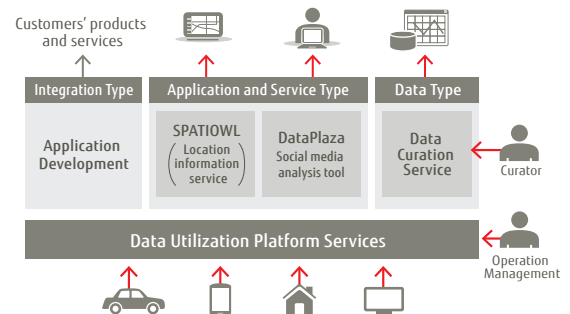 Customers' products
and services
Integration Type
Application and Service Type
Data Type
Application
Development
SPATIOWL
(Location
information
service)
DataPlaza
Social media
analysis tool
Data
Curation
Service
Curator
Data Utilization Platform Services
Operation
Management